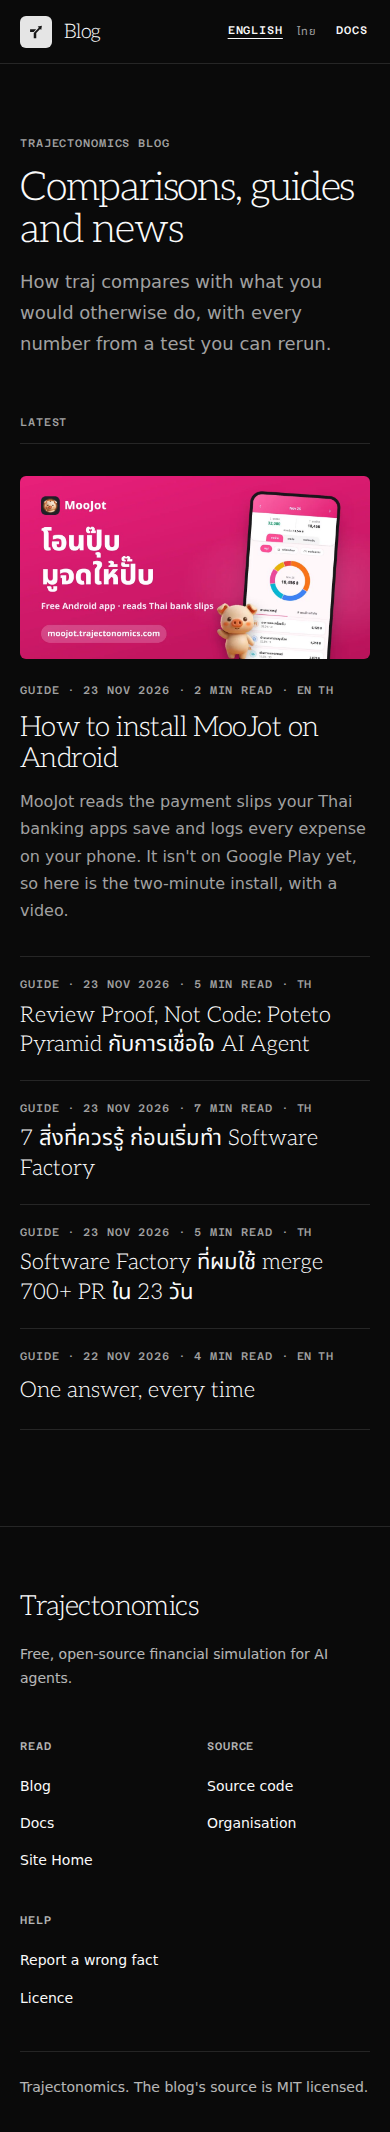 Blog
ENGLISH ไทย DOCS
TRAJECTONOMICS BLOG
Comparisons, guides
and news
How traj compares with what you
would otherwise do, with every
number from a test you can rerun.
LATEST
MooJot
โอนปุ๊บ
มูจดให้ปั๊บ
Free Android app · reads Thai bank slips
moojot.trajectonomics.com
GUIDE · 23 NOV 2026 · 2 MIN READ · EN TH
How to install MooJot on
Android
MooJot reads the payment slips your Thai
banking apps save and logs every expense
on your phone. It isn't on Google Play yet,
so here is the two-minute install, with a
video.
GUIDE · 23 NOV 2026 · 5 MIN READ · TH
Review Proof, Not Code: Poteto
Pyramid กับการเชื่อใจ AI Agent
GUIDE · 23 NOV 2026 · 7 MIN READ · TH
7 สิ่งที่ควรรู้ ก่อนเริ่มทำ Software
Factory
GUIDE · 23 NOV 2026 · 5 MIN READ · TH
Software Factory ที่ผมใช้ merge
700+ PR ใน 23 วัน
GUIDE · 22 NOV 2026 · 4 MIN READ · EN TH
One answer, every time
Trajectonomics
Free, open-source financial simulation for AI
agents.
READ
Blog
Docs
Site Home
SOURCE
Source code
Organisation
HELP
Report a wrong fact
Licence
Trajectonomics. The blog's source is MIT licensed.